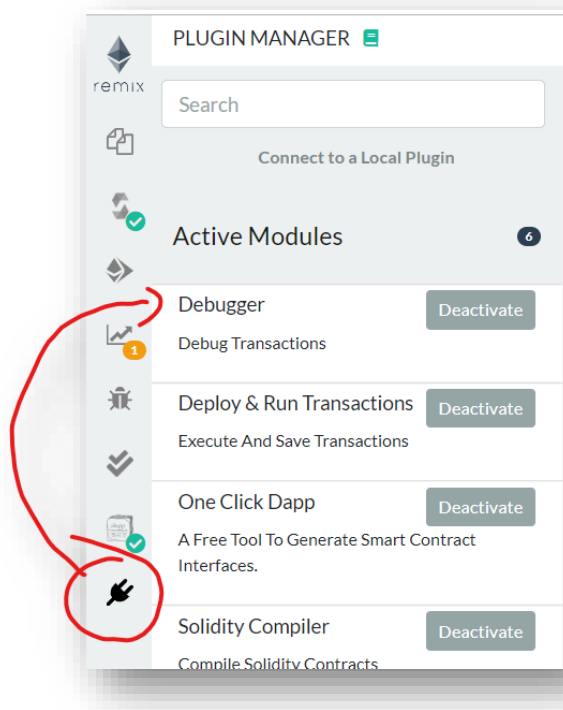 PLUGIN MANAGER
remix
Search
Connect to a Local Plugin
Active Modules 6
Debugger Deactivate
Debug Transactions
1
Deploy & Run Transactions Deactivate
Execute And Save Transactions
One Click Dapp Deactivate
A Free Tool To Generate Smart Contract
Interfaces.
Solidity Compiler Deactivate
Compile Solidity Contracts